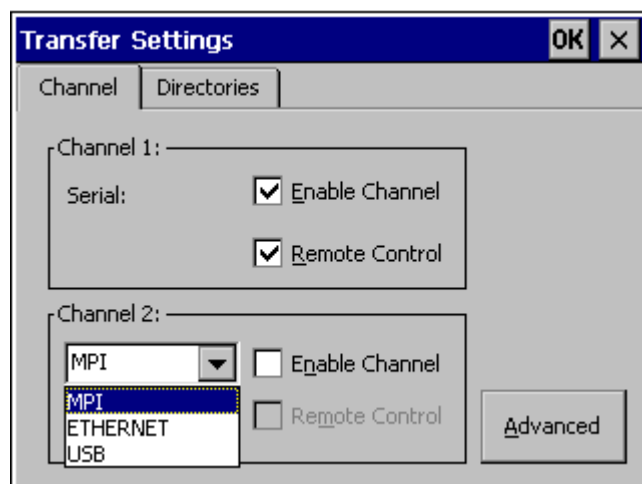 Transfer Settings OK ×
Channel Directories
Channel 1:
Serial: Enable Channel
Remote Control
Channel 2:
MPI Enable Channel
MPI
ETHERNET Remote Control
USB
Advanced